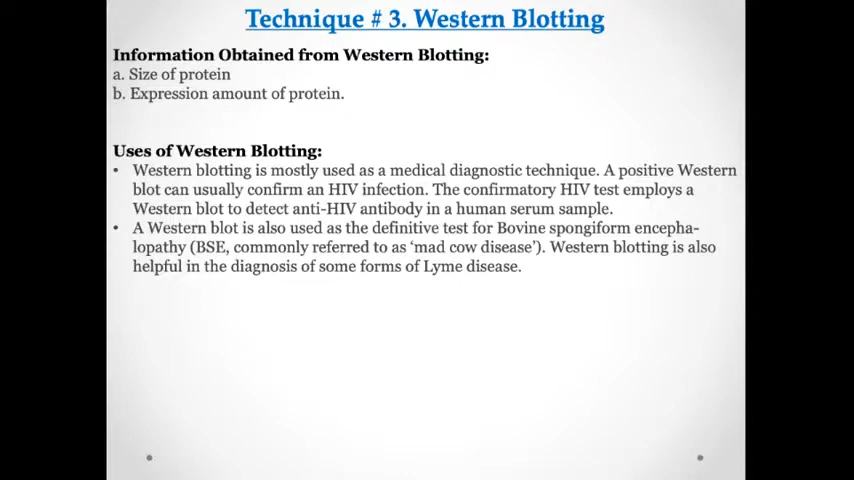 Technique # 3. Western Blotting
Information Obtained from Western Blotting:
a. Size of protein
b. Expression amount of protein.
Uses of Western Blotting:
• Western blotting is mostly used as a medical diagnostic technique. A positive Western
blot can usually confirm an HIV infection. The confirmatory HIV test employs a
Western blot to detect anti-HIV antibody in a human serum sample.
• A Western blot is also used as the definitive test for Bovine spongiform encepha-
lopathy (BSE, commonly referred to as ‘mad cow disease’). Western blotting is also
helpful in the diagnosis of some forms of Lyme disease.